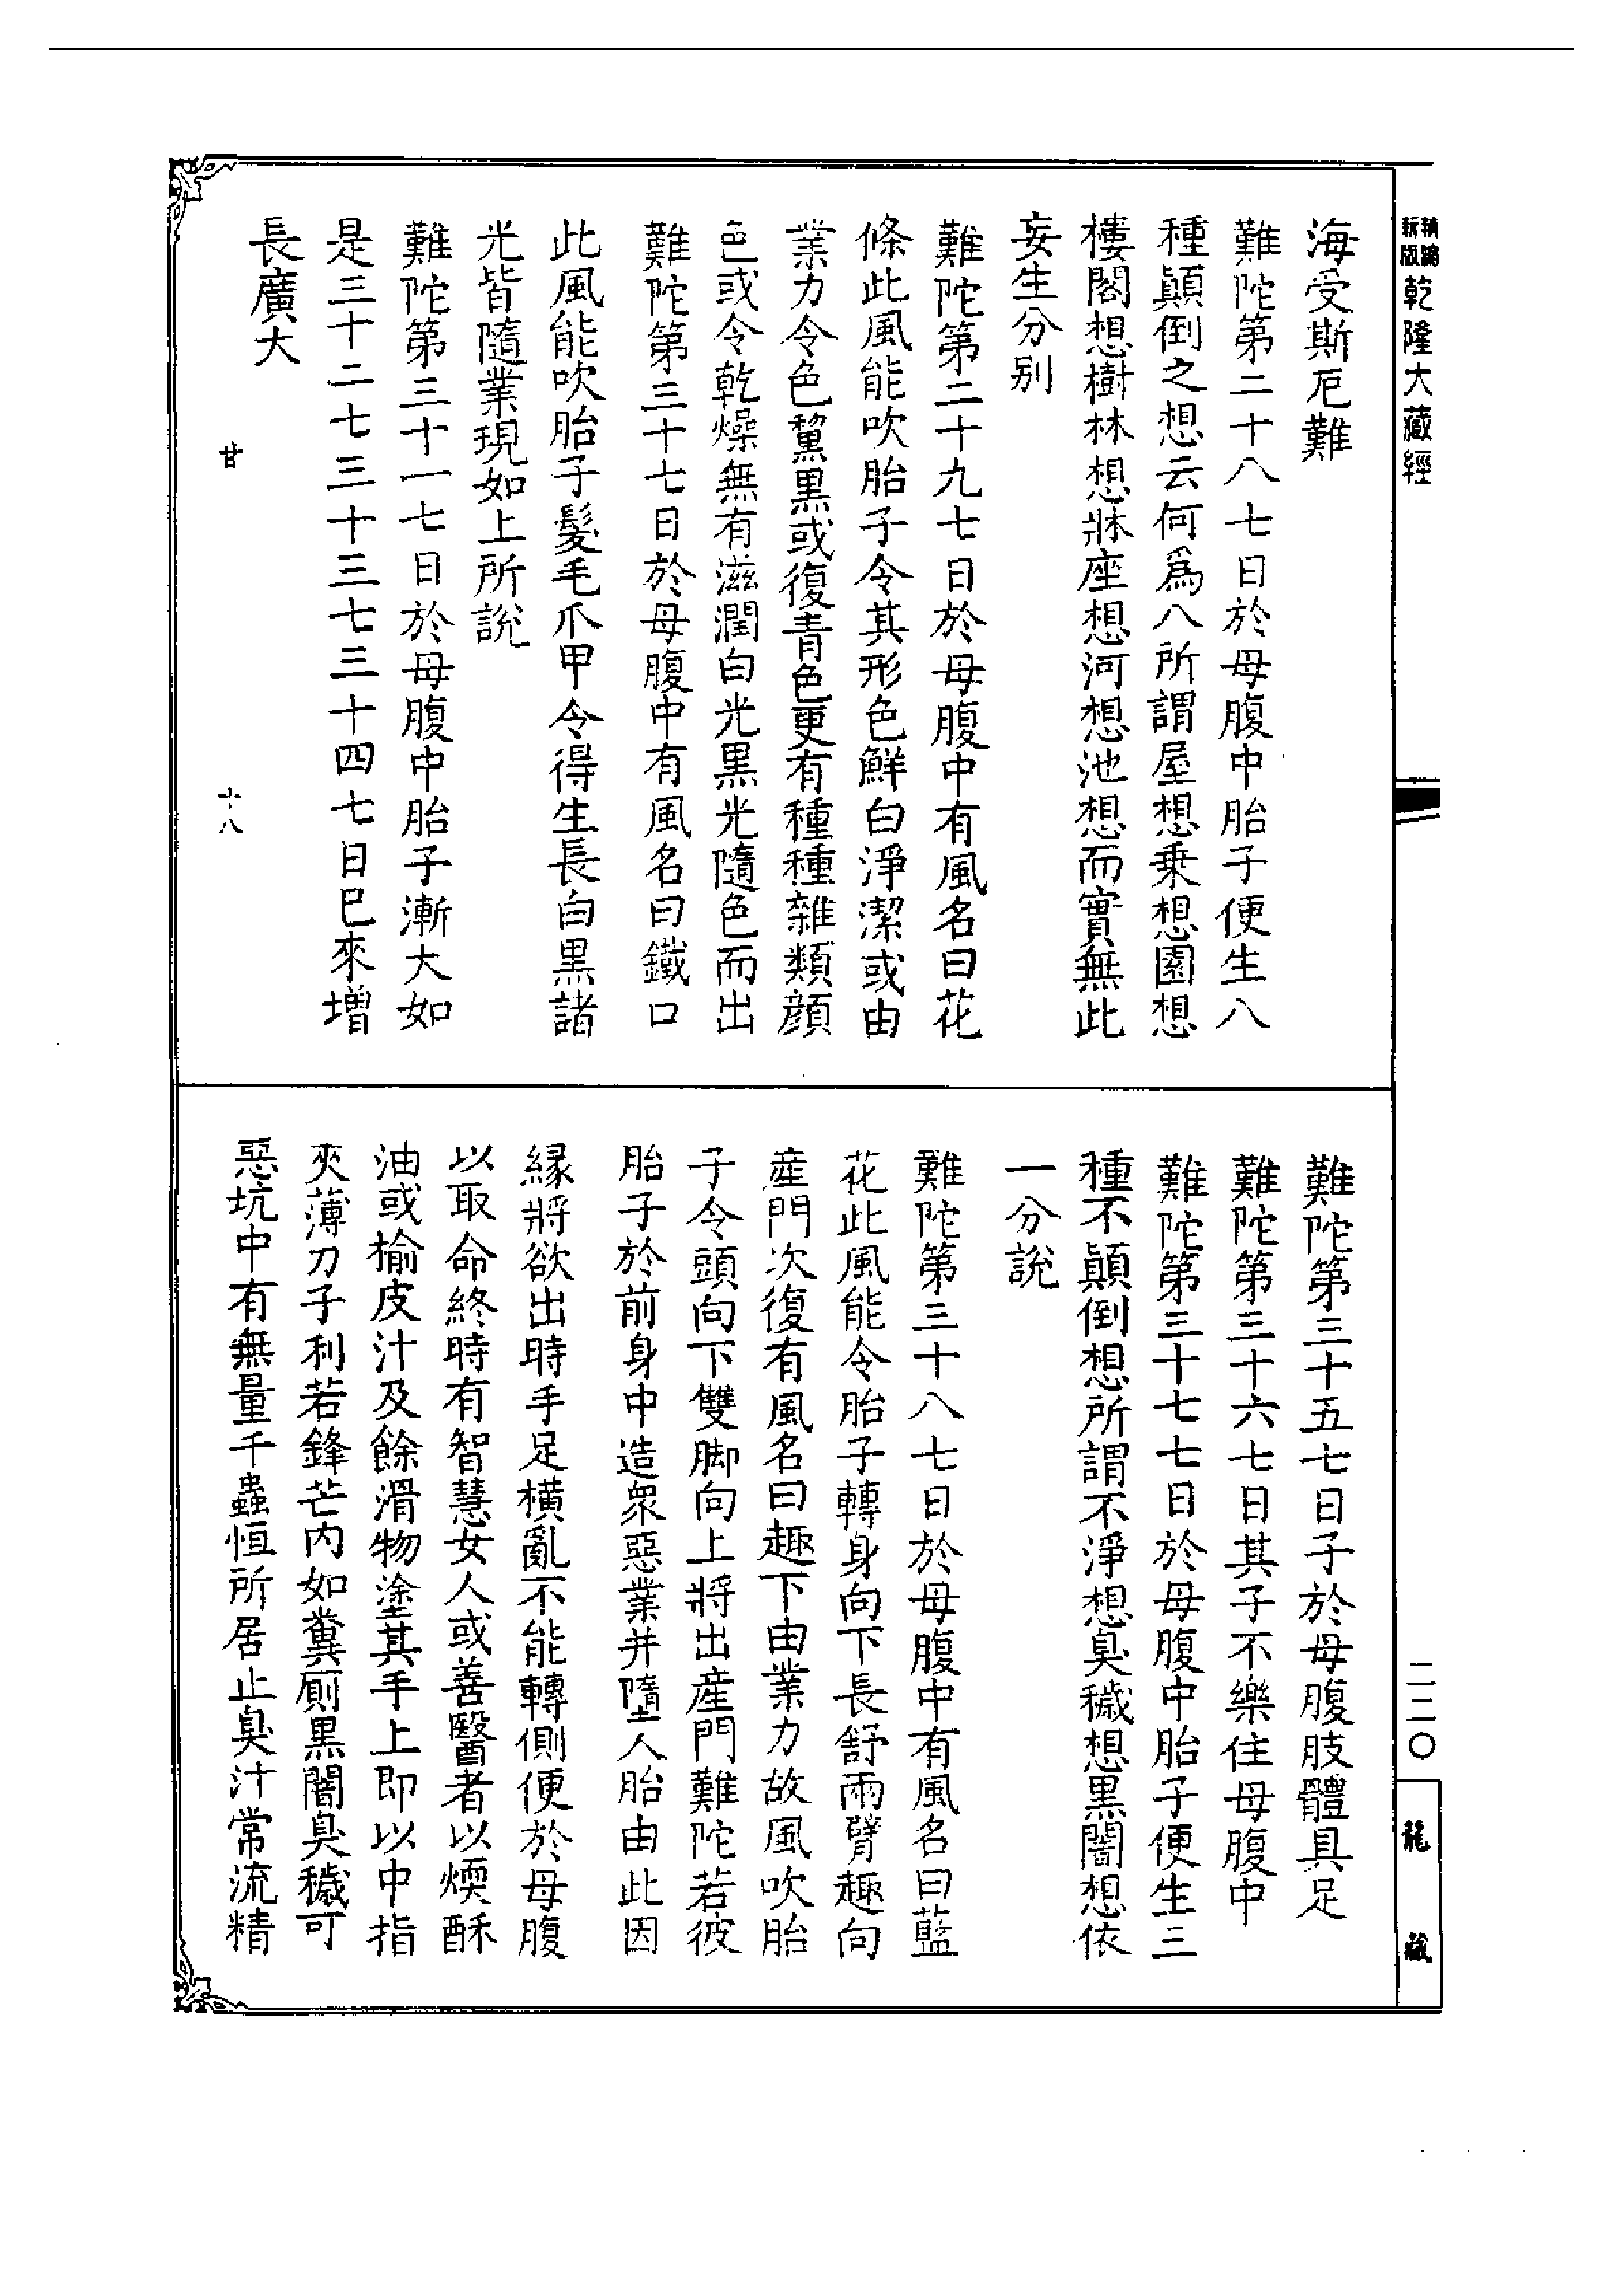 精編
新版
乾隆大藏經
海受斯厄難
難陀第二十八七日於母腹中胎子便生八
種顛倒之想云何爲八所謂屋想乗想園想
樓閣想樹林想牀座想河想池想而實無此
妄生分别
難陀第二十九七日於母腹中有風名曰花
條此風能吹胎子令其形色鮮白淨潔或由
業力令色黧黒或復青色更有種種雜類顔
色或令乾燥無有滋潤白光黒光隨色而出
難陀第三十七日於母腹中有風名曰鐵口
此風能吹胎子髮毛爪甲令得生長白黒諸
光皆隨業現如上所說
難陀第三十一七日於母腹中胎子漸大如
是三十二七三十三七三十四七日巳來增
長廣大
甘 十八
難陀第三十五七日子於母腹肢體具足
難陀第三十六七日其子不樂住母腹中
難陀第三十七七日於母腹中胎子便生三
種不顛倒想所謂不淨想臭穢想黒闇想依
一分說
難陀第三十八七日於母腹中有風名曰藍
花此風能令胎子轉身向下長舒兩臂趣向
産門次復有風名曰趣下由業力故風吹胎
子令頭向下雙脚向上將出産門難陀若彼
胎子於前身中造衆惡業并墮人胎由此因
緣將欲出時手足橫亂不能轉側便於母腹
以取命終時有智慧女人或善醫者以煗酥
油或榆皮汁及餘滑物塗其手上即以中指
夾薄刀子利若鋒芒内如糞厠黒闇臭穢可
惡坑中有無量千蟲恒所居止臭汁常流精
二二〇
龍藏